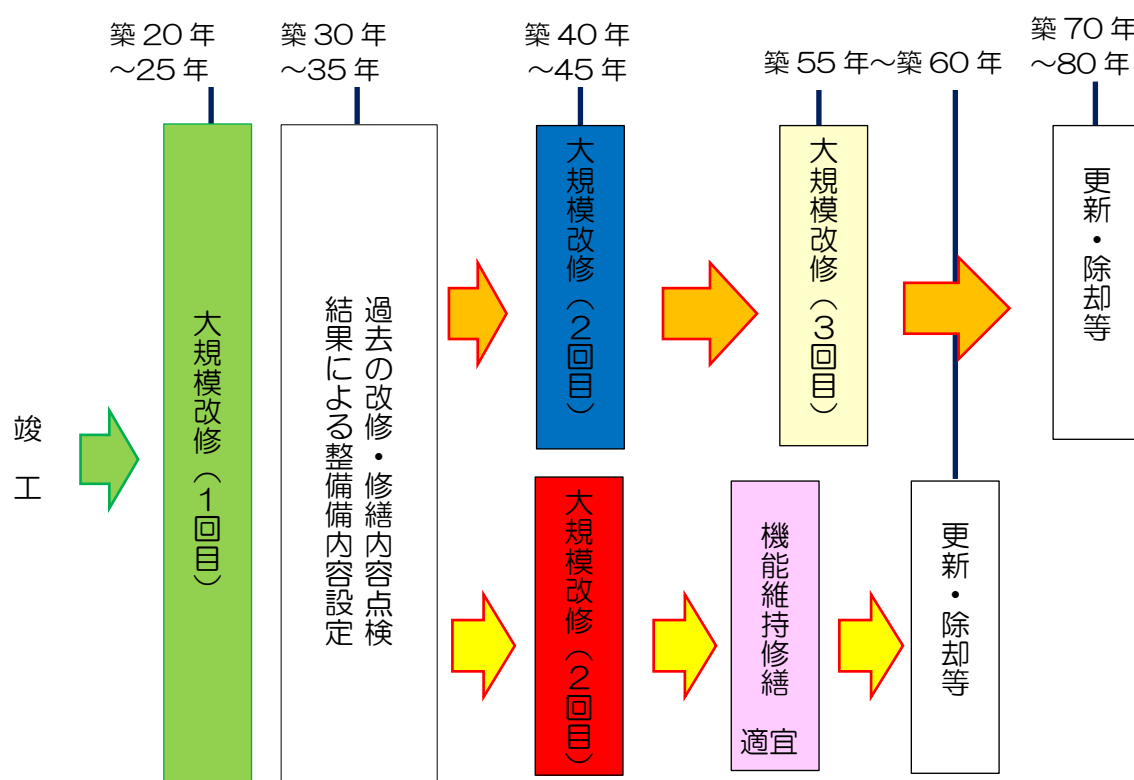 築20年
～25年
築30年
～35年
築40年
～45年
築55年～築60年
築70年
～80年
竣工
大規模改修（1回目）
過去の改修・修繕内容点検
結果による整備備内容設定
大規模改修（2回目）
大規模改修（3回目）
更新・除却等
大規模改修（2回目）
機能維持修繕
適宜
更新・除却等